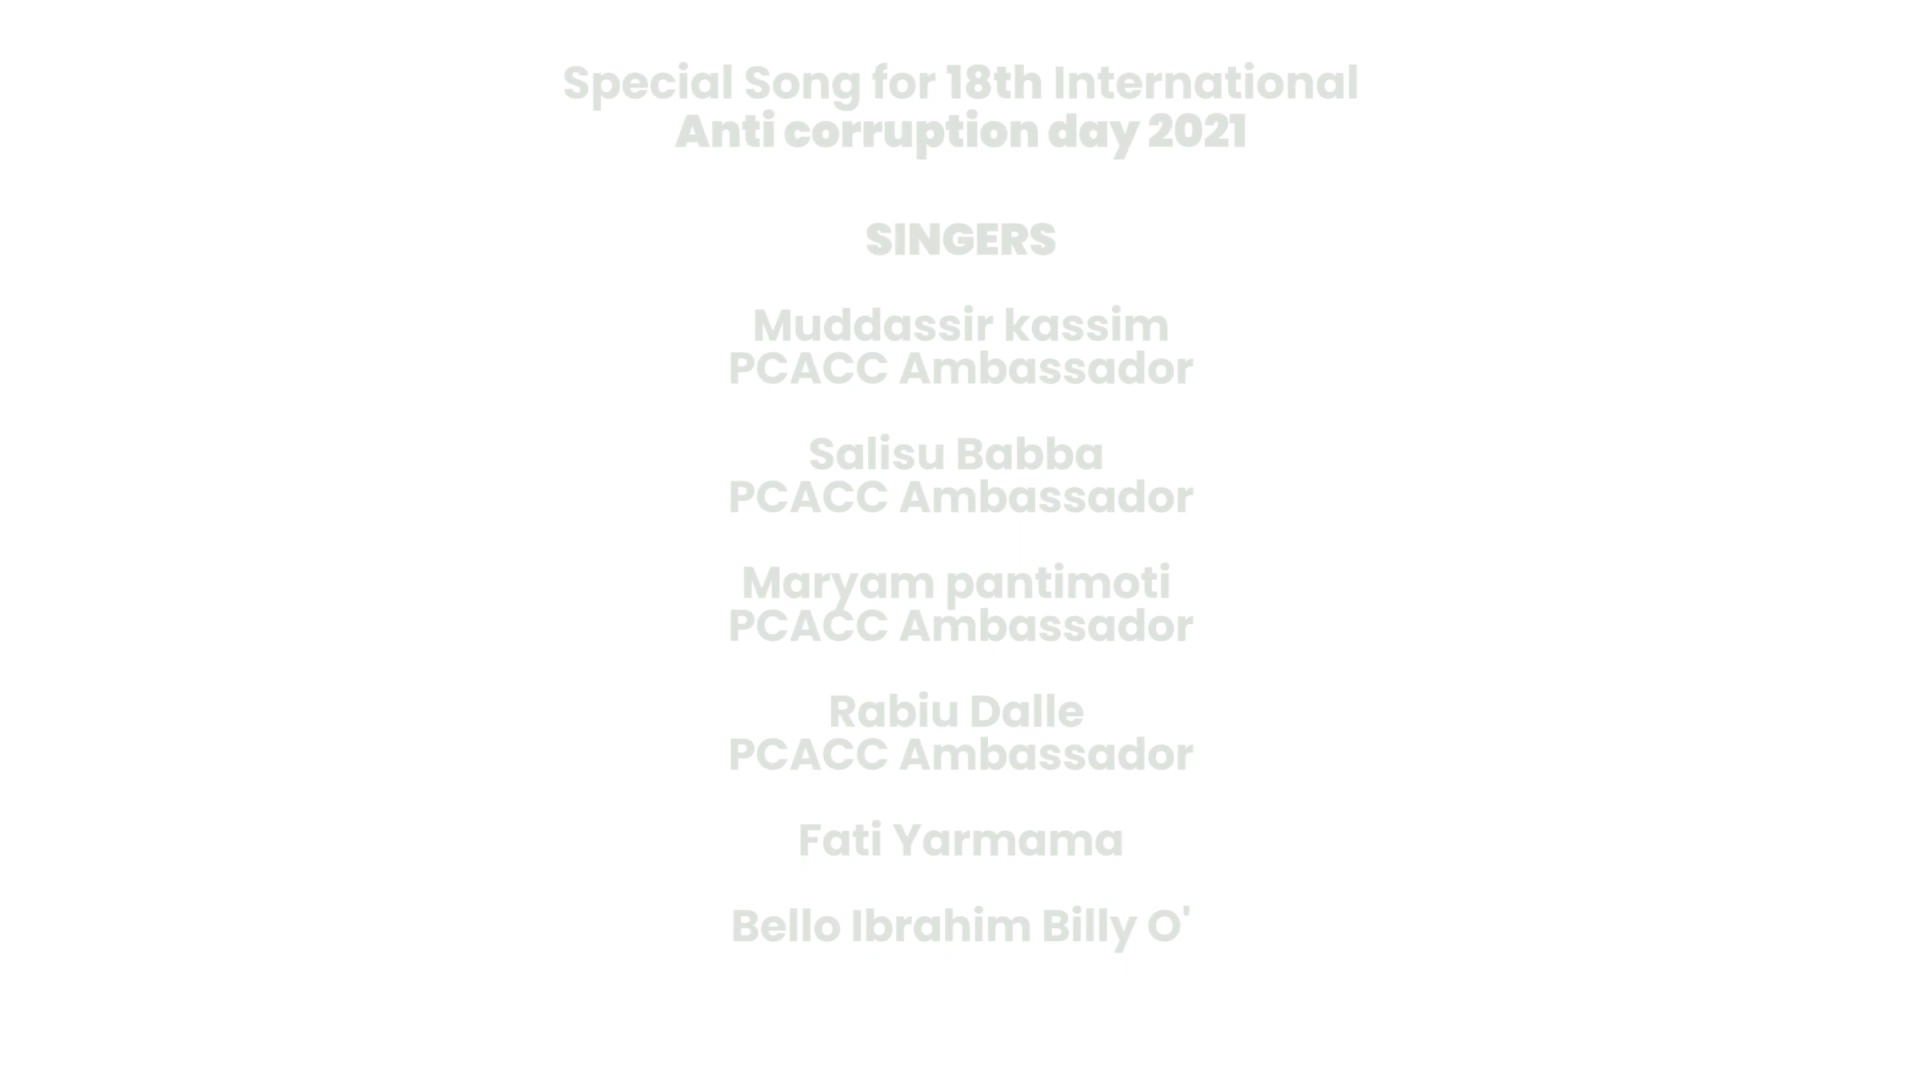 Special Song for 18th International
Anti corruption day 2021
SINGERS
Muddassir kassim
PCACC Ambassador
Salisu Babba
PCACC Ambassador
Maryam pantimoti
PCACC Ambassador
Rabiu Dalle
PCACC Ambassador
Fati Yarmama
Bello Ibrahim Billy O'